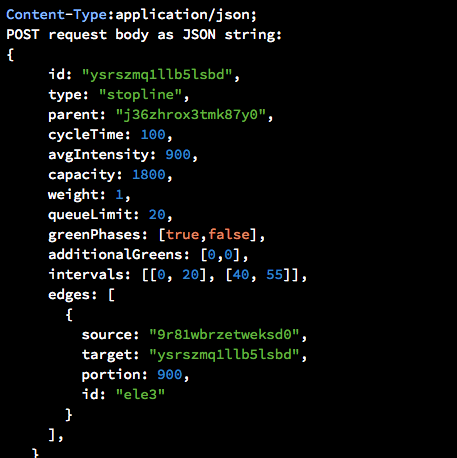 Content-Type:application/json;
POST request body as JSON string:
{
id: "ysrszmq1llb5lsbd",
type: "stopline",
parent: "j36zhrox3tmk87y0",
cycleTime: 100,
avgIntensity: 900,
capacity: 1800,
weight: 1,
queueLimit: 20,
greenPhases: [true,false],
additionalGreens: [0,0],
intervals: [[0, 20], [40, 55]],
edges: [
{
source: "9r81wbrzetweksd0",
target: "ysrszmq1llb5lsbd",
portion: 900,
id: "ele3"
}
],
}